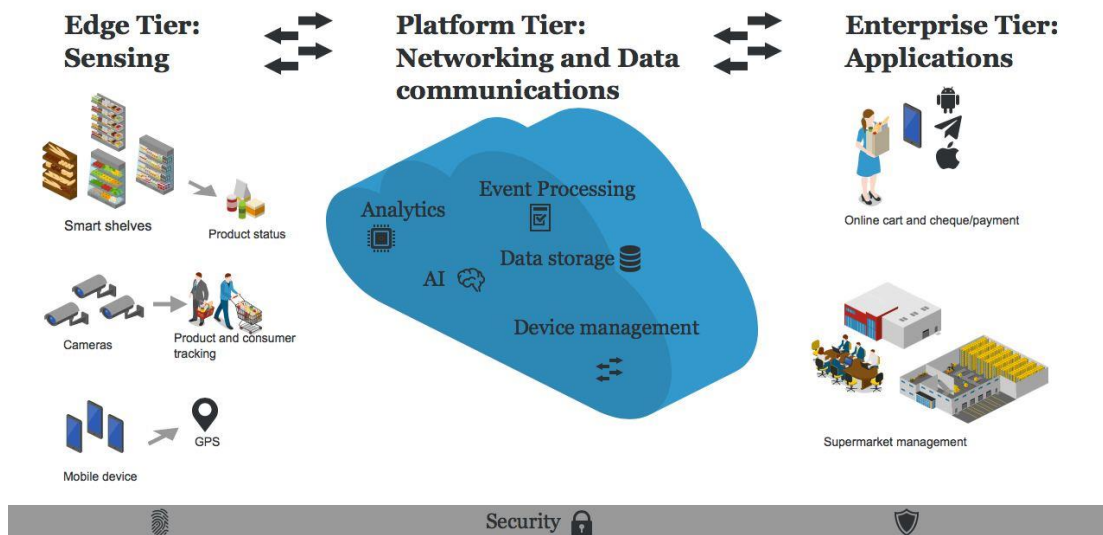 Edge Tier:
Sensing
Platform Tier:
Networking and Data
communications
Enterprise Tier:
Applications
Smart shelves
Product status
Cameras
Product and consumer
tracking
Mobile device
GPS
Event Processing
Analytics
Data storage
AI
Device management
Online cart and cheque/payment
Supermarket management
Security